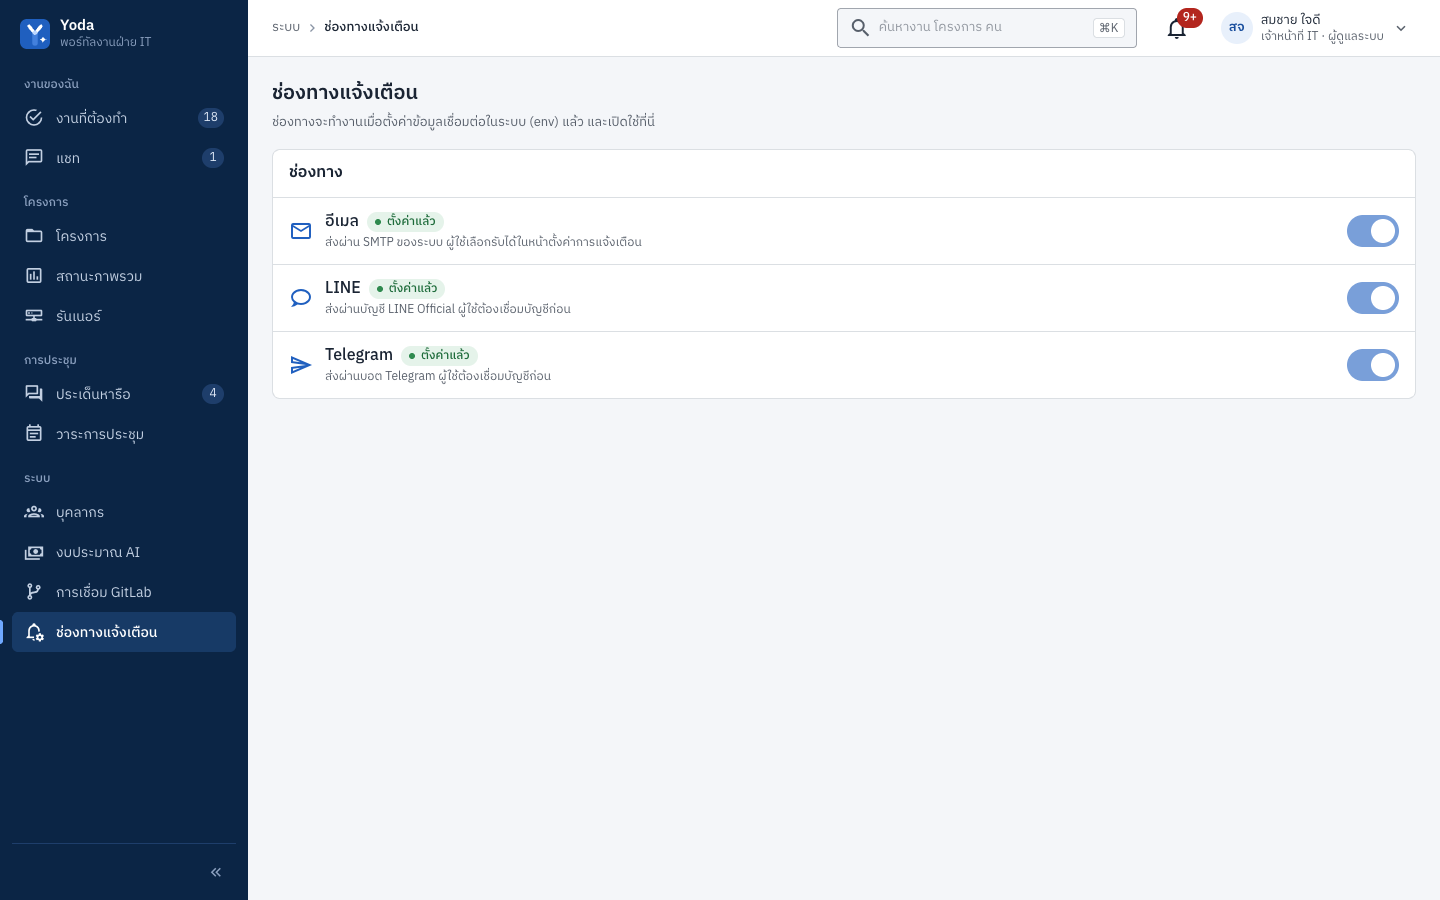 Yoda
พอร์ทัลงานฝ่าย IT
งานของฉัน
งานที่ต้องทำ 18
แชท 1
โครงการ
โครงการ
สถานะภาพรวม
รันเนอร์
การประชุม
ประเด็นหารือ 4
วาระการประชุม
ระบบ
บุคลากร
งบประมาณ AI
การเชื่อม GitLab
ช่องทางแจ้งเตือน
ระบบ › ช่องทางแจ้งเตือน
ค้นหางาน โครงการ คน ⌘K
9+
สจ
สมชาย ใจดี
เจ้าหน้าที่ IT · ผู้ดูแลระบบ
ช่องทางแจ้งเตือน
ช่องทางจะทำงานเมื่อตั้งค่าข้อมูลเชื่อมต่อในระบบ (env) แล้ว และเปิดใช้ที่นี่
ช่องทาง
อีเมล ตั้งค่าแล้ว
ส่งผ่าน SMTP ของระบบ ผู้ใช้เลือกรับได้ในหน้าตั้งค่าการแจ้งเตือน
LINE ตั้งค่าแล้ว
ส่งผ่านบัญชี LINE Official ผู้ใช้ต้องเชื่อมบัญชีก่อน
Telegram ตั้งค่าแล้ว
ส่งผ่านบอต Telegram ผู้ใช้ต้องเชื่อมบัญชีก่อน